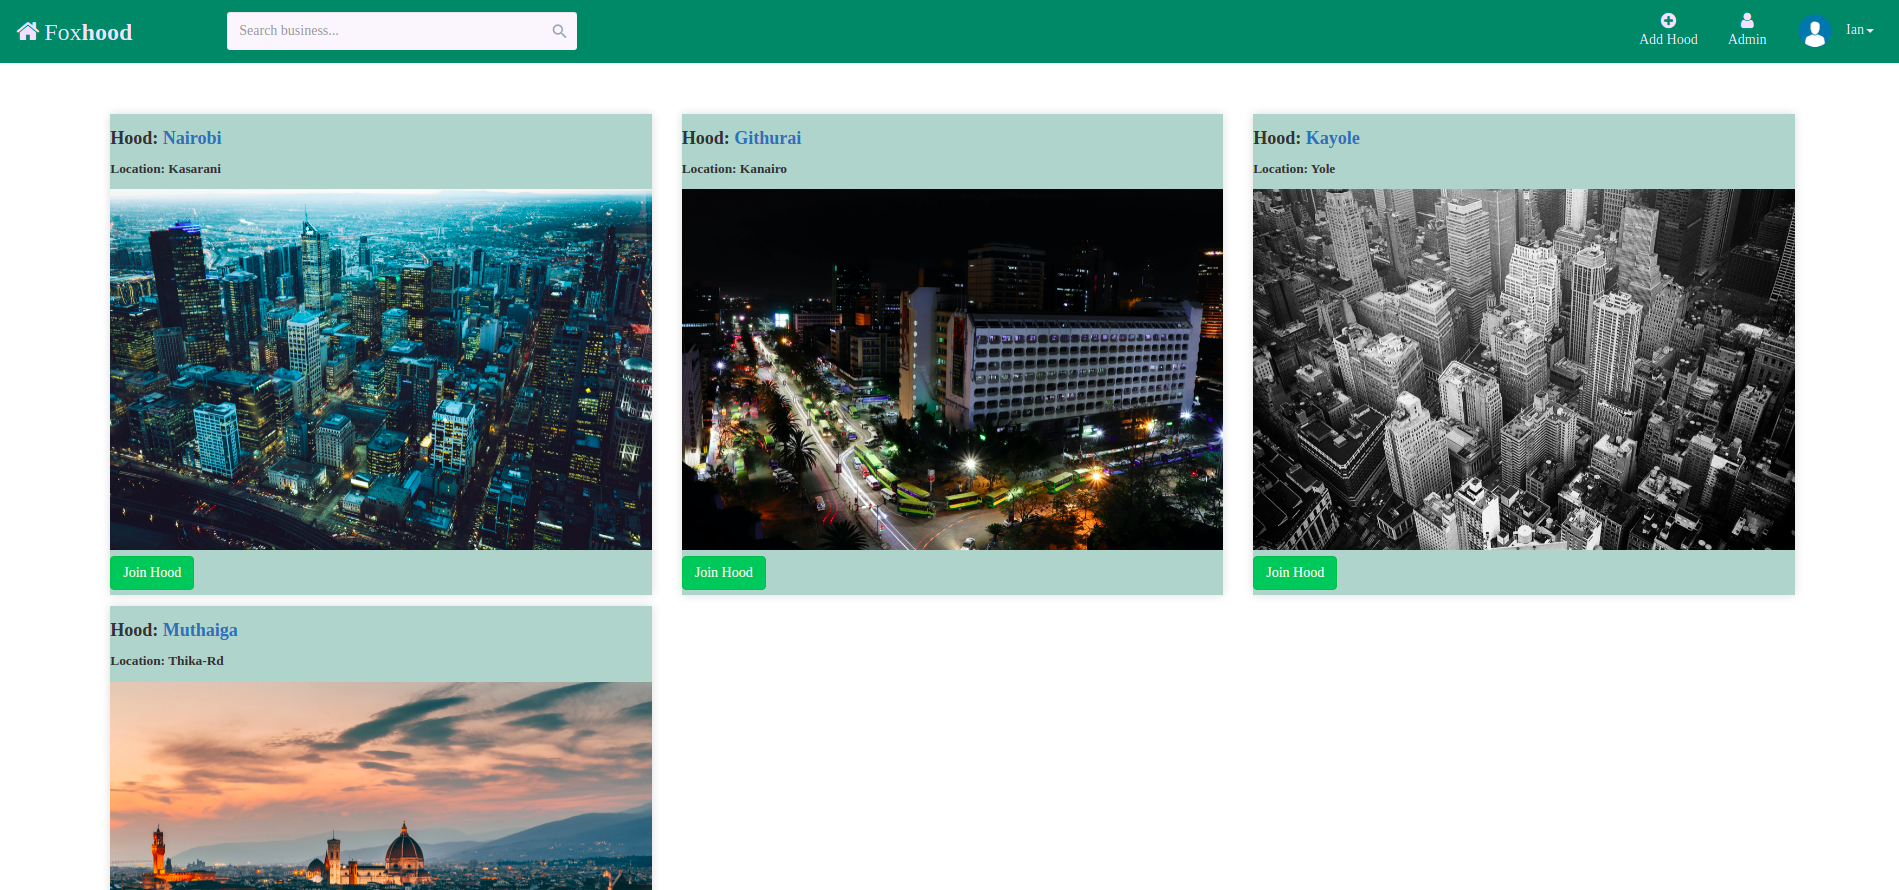 Foxhood
Search business...
Add Hood
Admin
Ian
Hood: Nairobi
Location: Kasarani
Join Hood
Hood: Githurai
Location: Kanairo
Join Hood
Hood: Kayole
Location: Yole
Join Hood
Hood: Muthaiga
Location: Thika-Rd